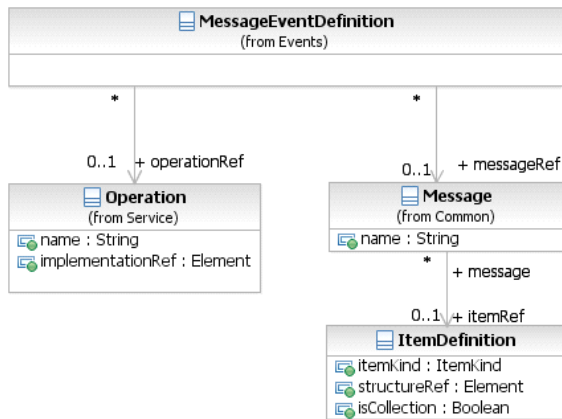 MessageEventDefinition
(from Events)
*
*
0..1 + operationRef
0..1 + messageRef
Operation
(from Service)
name : String
implementationRef : Element
Message
(from Common)
name : String
*
+ message
0..1 + itemRef
ItemDefinition
itemKind : ItemKind
structureRef : Element
isCollection : Boolean